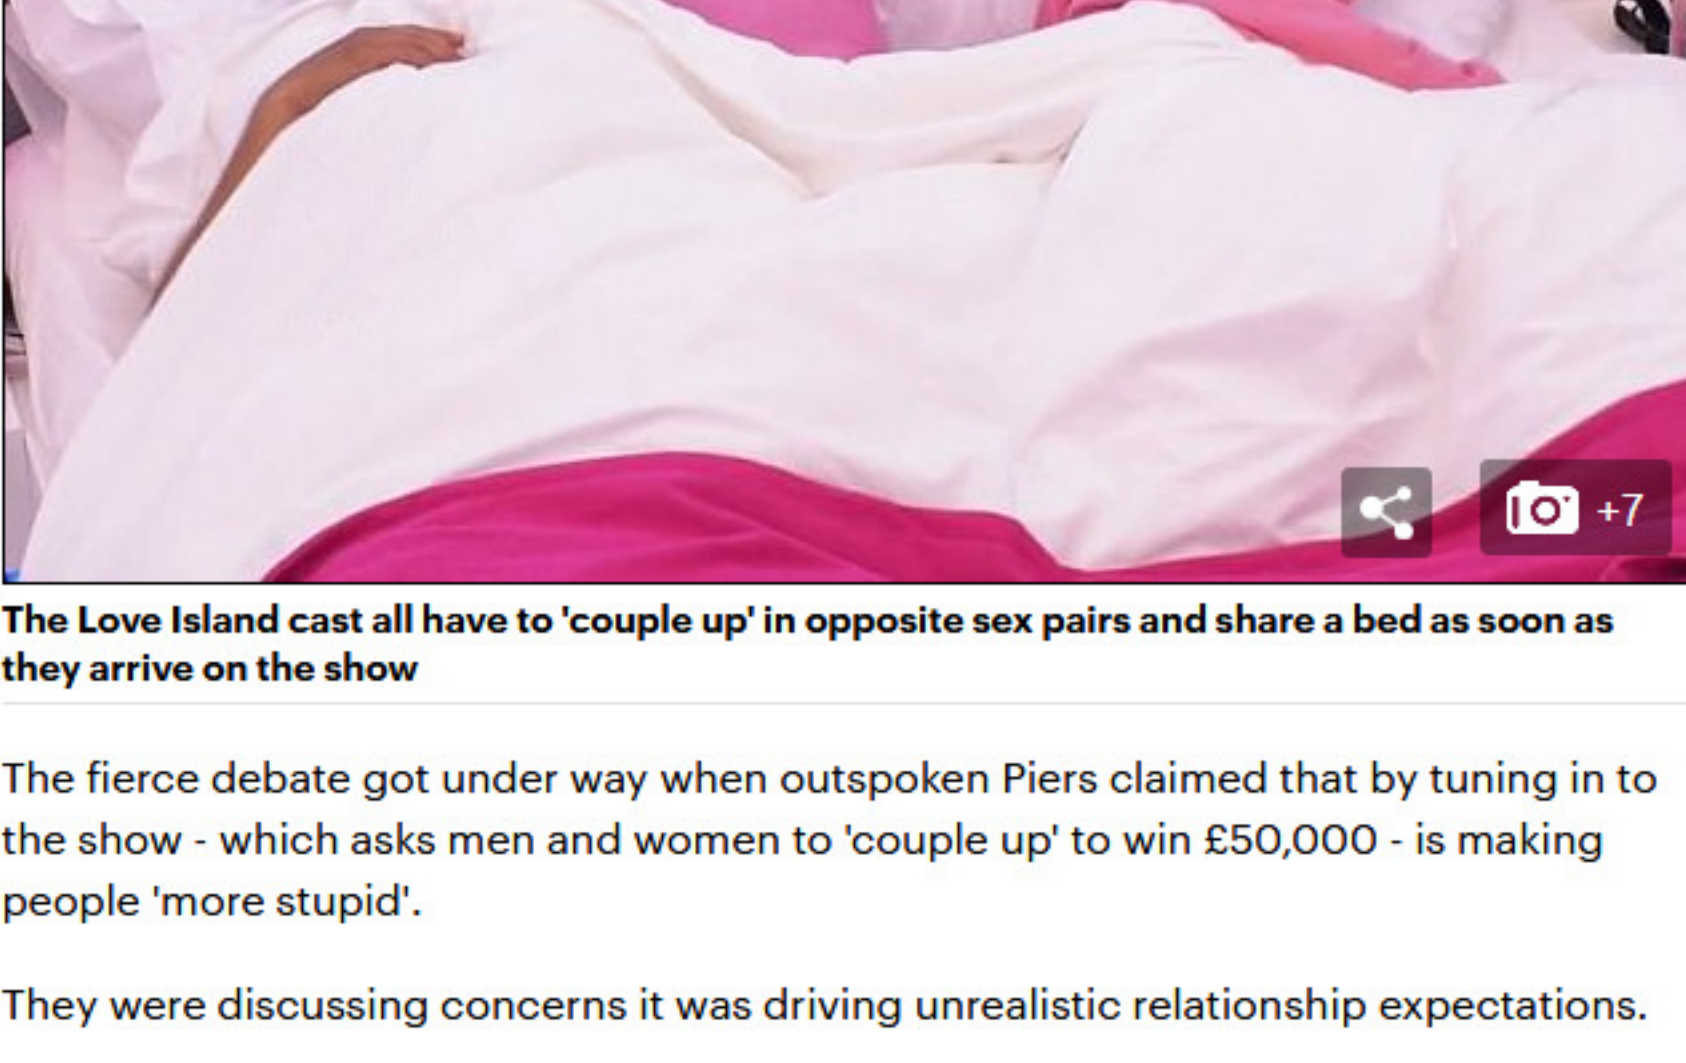 +7
The Love Island cast all have to 'couple up' in opposite sex pairs and share a bed as soon as
they arrive on the show
The fierce debate got under way when outspoken Piers claimed that by tuning in to
the show - which asks men and women to 'couple up' to win £50,000 - is making
people 'more stupid'.
They were discussing concerns it was driving unrealistic relationship expectations.